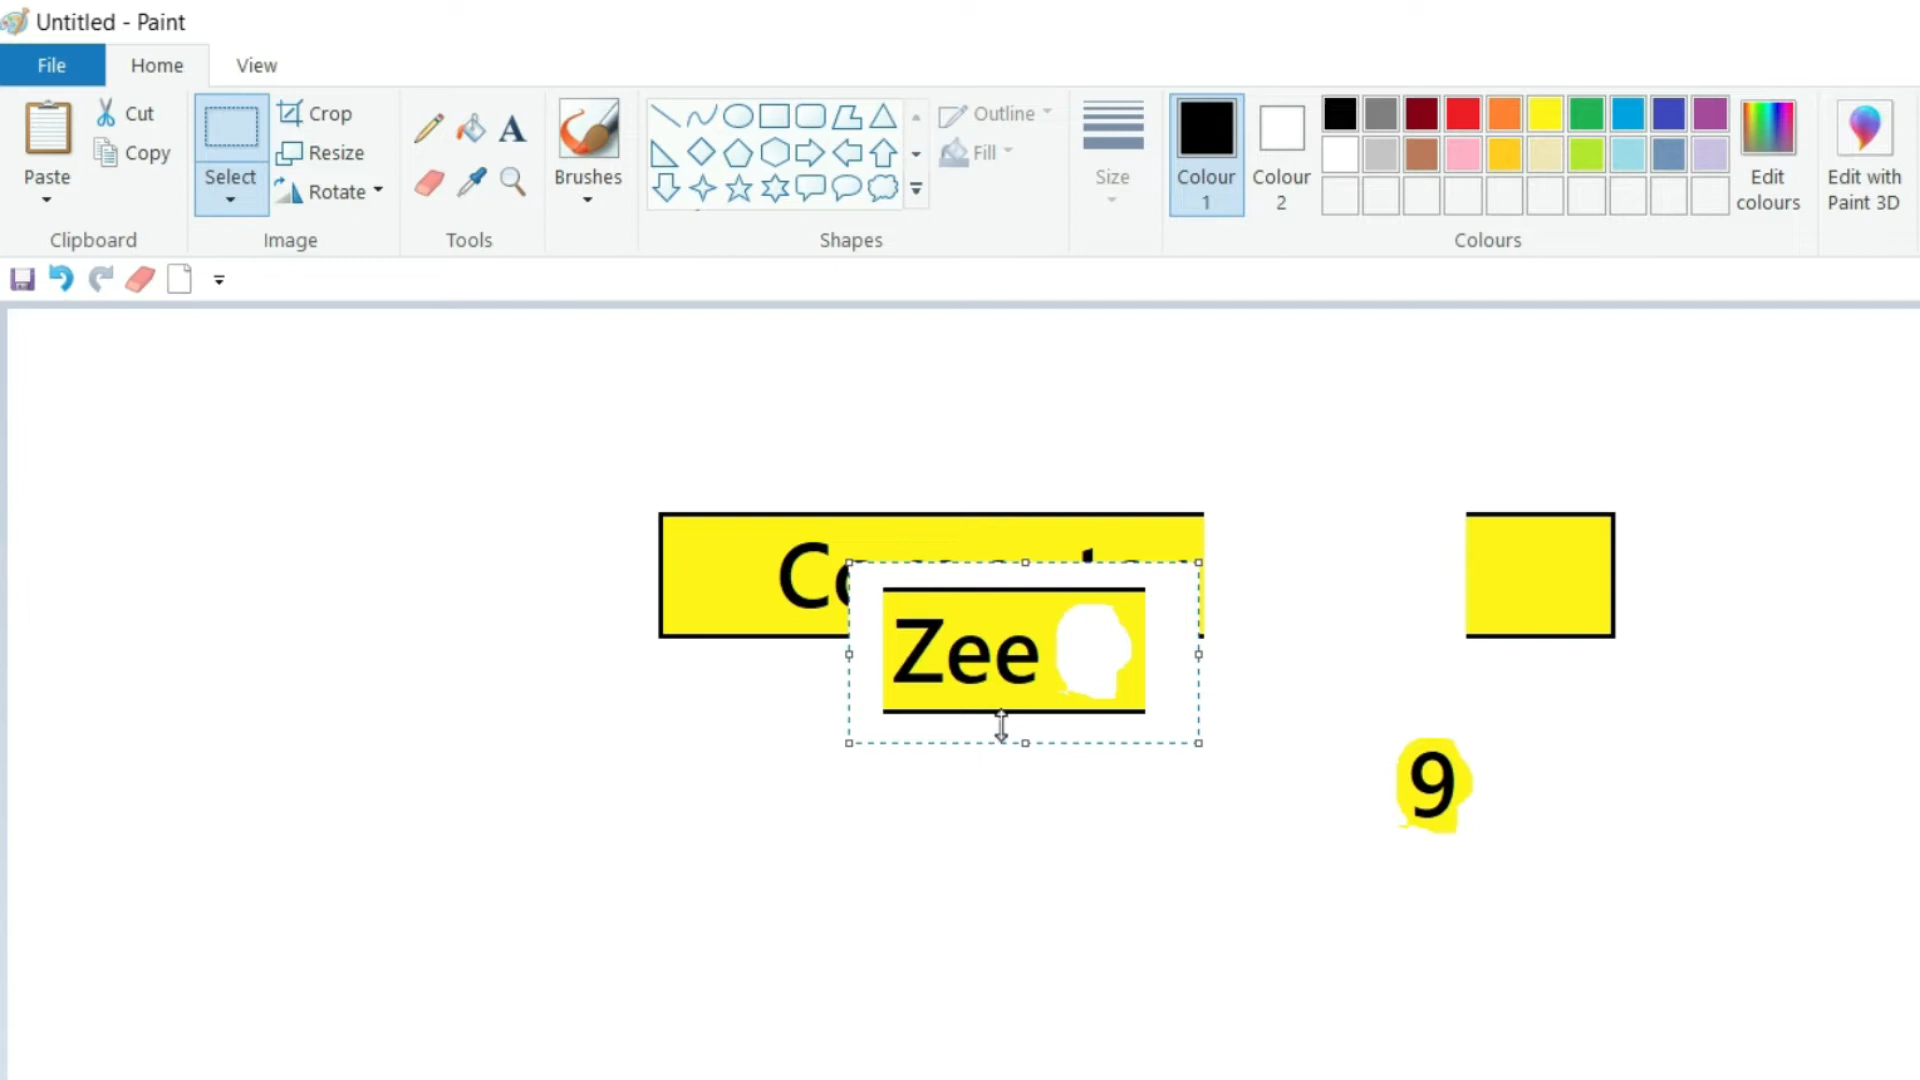 Untitled - Paint
File Home View
Paste
Cut
Copy
Clipboard
Select
Crop
Resize
Rotate
Image
Tools
Brushes
Shapes
Outline
Fill
Size
Colour 1
Colour 2
Colours
Edit colours
Edit with Paint 3D
Zee
9